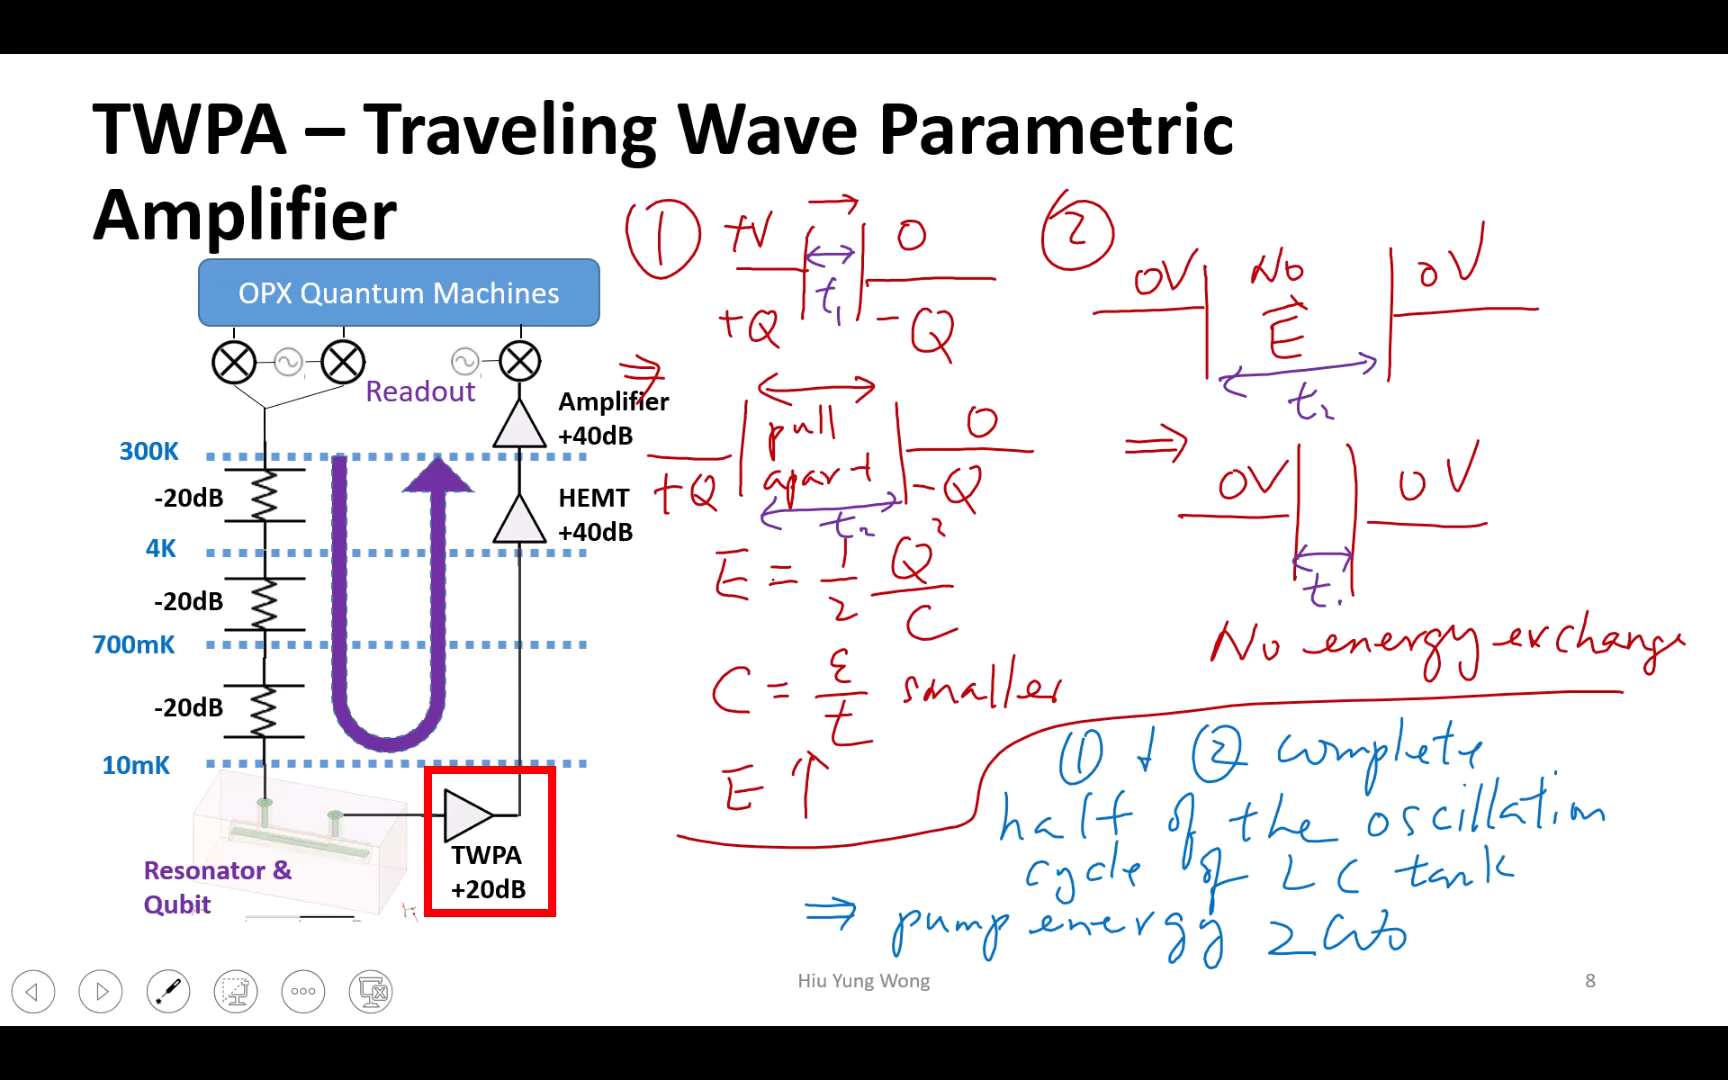 TWPA – Traveling Wave Parametric
Amplifier
OPX Quantum Machines
Readout
Amplifier
+40dB
300K
-20dB
HEMT
+40dB
4K
-20dB
700mK
-20dB
10mK
TWPA
+20dB
Resonator &
Qubit
① +V 0
t₁
+Q -Q
⇒
pull
apart
0
+Q -Q
t₂
E = 1/2 Q²/C
C = ε/t smaller
E ↑
② 0V No E 0V
t₂
⇒ 0V 0V
t₁
No energy exchange
① + ② complete
half of the oscillation
cycle of LC tank
⇒ pump energy 2ω₀
Hiu Yung Wong
8